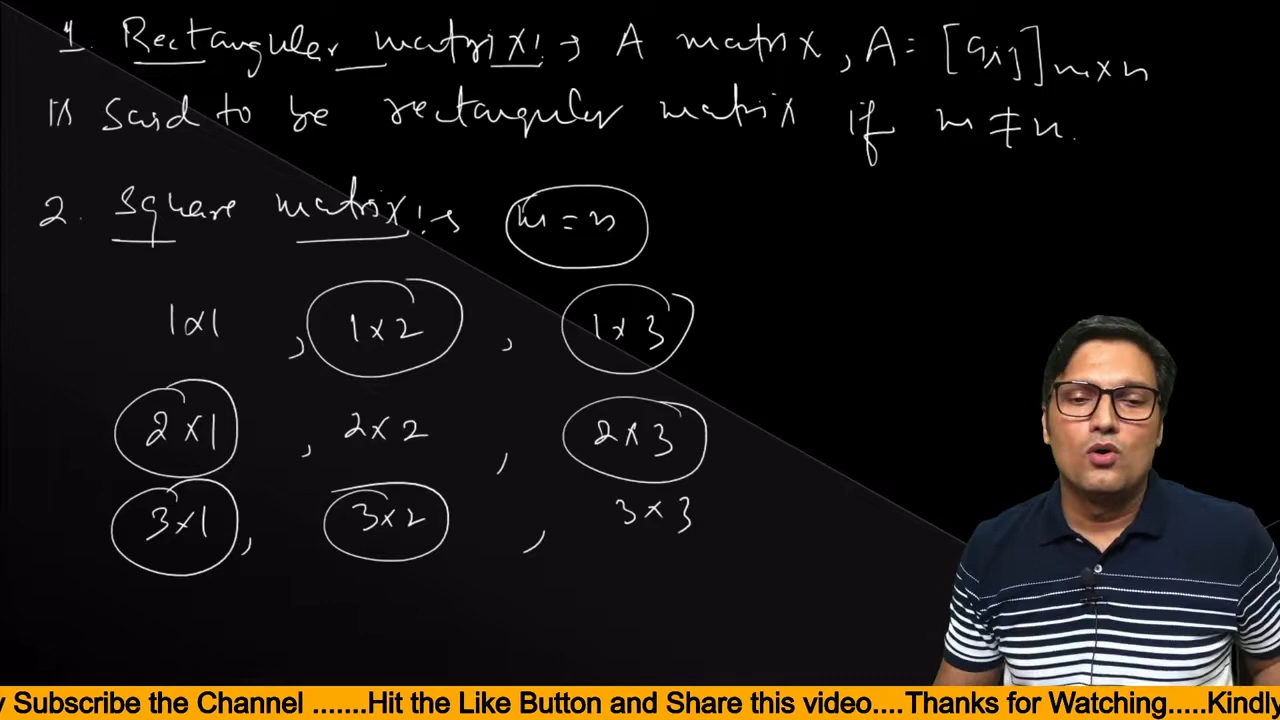 1. Rectangular matrix :→ A matrix, A = [aij]m×n
is said to be rectangular matrix if m ≠ n.
2. Square matrix :→ m = n
1×1 , 1×2 , 1×3
2×1 , 2×2 , 2×3
3×1 , 3×2 , 3×3
y Subscribe the Channel .......Hit the Like Button and Share this video....Thanks for Watching.....Kindly